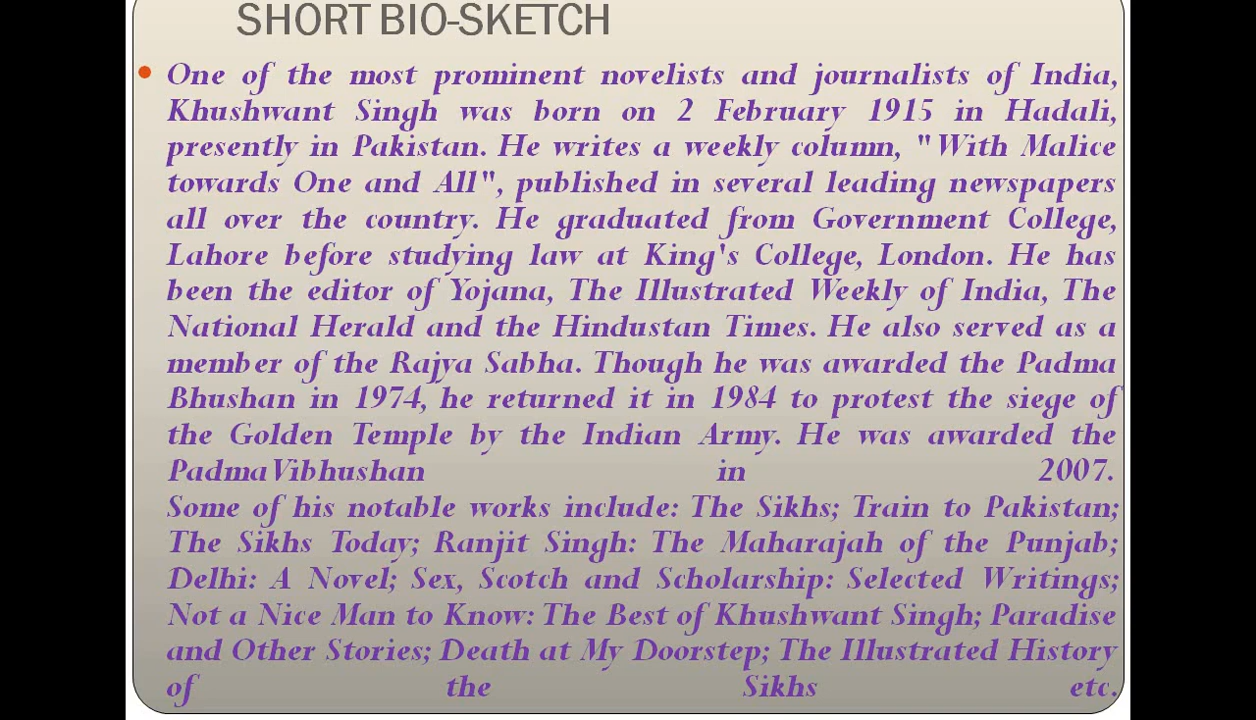 SHORT BIO-SKETCH
One of the most prominent novelists and journalists of India,
Khushwant Singh was born on 2 February 1915 in Hadali,
presently in Pakistan. He writes a weekly column, "With Malice
towards One and All", published in several leading newspapers
all over the country. He graduated from Government College,
Lahore before studying law at King's College, London. He has
been the editor of Yojana, The Illustrated Weekly of India, The
National Herald and the Hindustan Times. He also served as a
member of the Rajya Sabha. Though he was awarded the Padma
Bhushan in 1974, he returned it in 1984 to protest the siege of
the Golden Temple by the Indian Army. He was awarded the
Padma Vibhushan in 2007.
Some of his notable works include: The Sikhs; Train to Pakistan;
The Sikhs Today; Ranjit Singh: The Maharajah of the Punjab;
Delhi: A Novel; Sex, Scotch and Scholarship: Selected Writings;
Not a Nice Man to Know: The Best of Khushwant Singh; Paradise
and Other Stories; Death at My Doorstep; The Illustrated History
of the Sikhs etc.